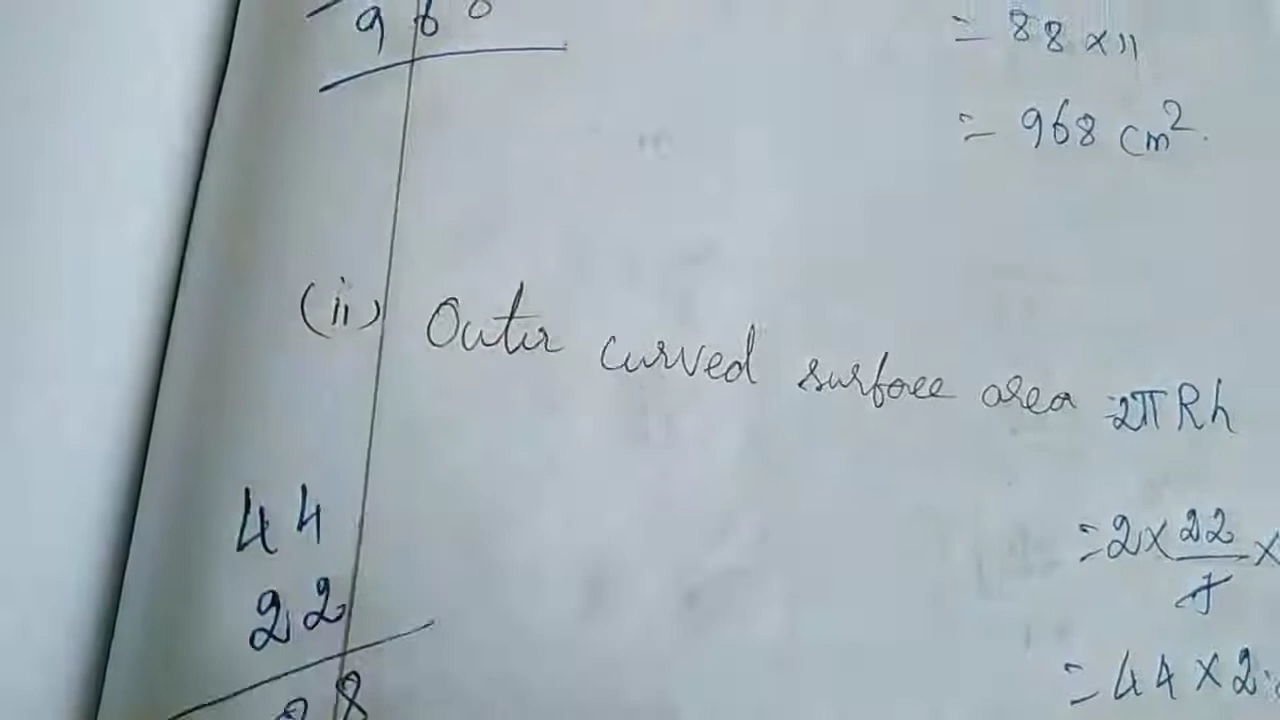 968
= 88 × 11
= 968 cm².
(ii) Outer curved surface area = 2πRh
44
22
= 2 × 22/7 ×
= 44 × 2